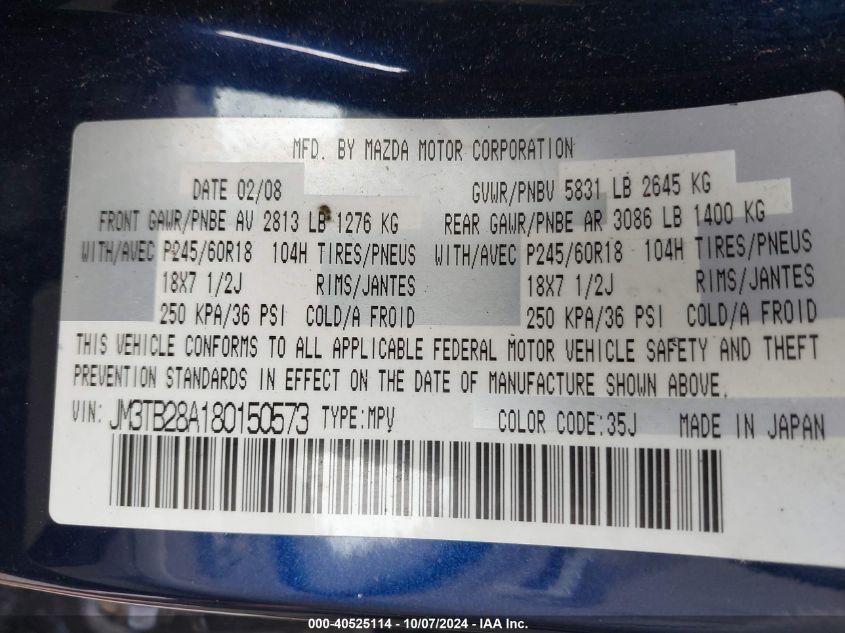 MFD. BY MAZDA MOTOR CORPORATION
DATE 02/08 GVWR/PNBV 5831 LB 2645 KG
FRONT GAWR/PNBE AV 2813 LB 1276 KG REAR GAWR/PNBE AR 3086 LB 1400 KG
WITH/AVEC P245/60R18 104H TIRES/PNEUS WITH/AVEC P245/60R18 104H TIRES/PNEUS
18X7 1/2J RIMS/JANTES 18X7 1/2J RIMS/JANTES
250 KPA/36 PSI COLD/A FROID 250 KPA/36 PSI COLD/A FROID
THIS VEHICLE CONFORMS TO ALL APPLICABLE FEDERAL MOTOR VEHICLE SAFETY AND THEFT
PREVENTION STANDARDS IN EFFECT ON THE DATE OF MANUFACTURE SHOWN ABOVE.
VIN: JM3TB28A180150573 TYPE:MPV COLOR CODE:35J MADE IN JAPAN
000-40525114 - 10/07/2024 - IAA Inc.